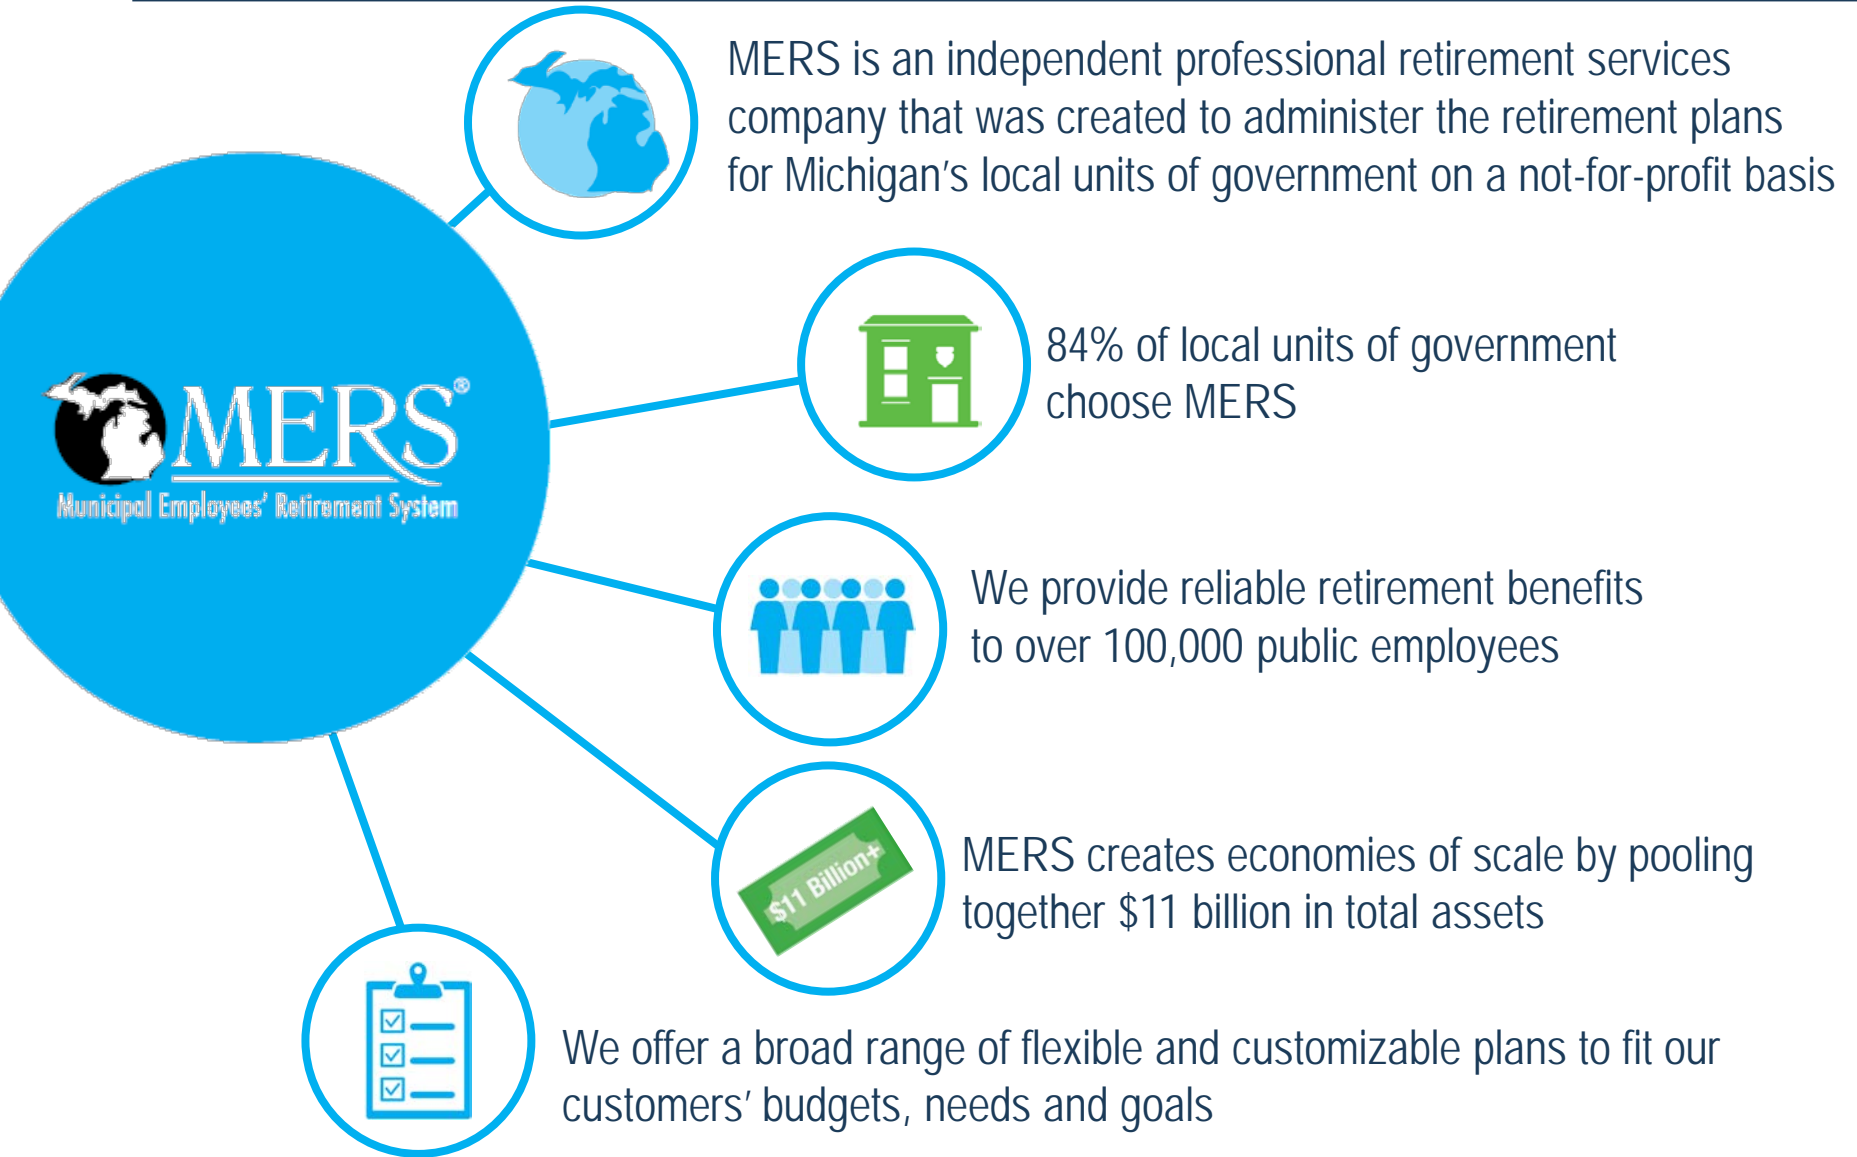 MERS is an independent professional retirement services
company that was created to administer the retirement plans
for Michigan's local units of government on a not-for-profit basis
84% of local units of government
choose MERS
MERS®
Municipal Employees' Retirement System
We provide reliable retirement benefits
to over 100,000 public employees
$11 Billion+
MERS creates economies of scale by pooling
together $11 billion in total assets
We offer a broad range of flexible and customizable plans to fit our
customers' budgets, needs and goals